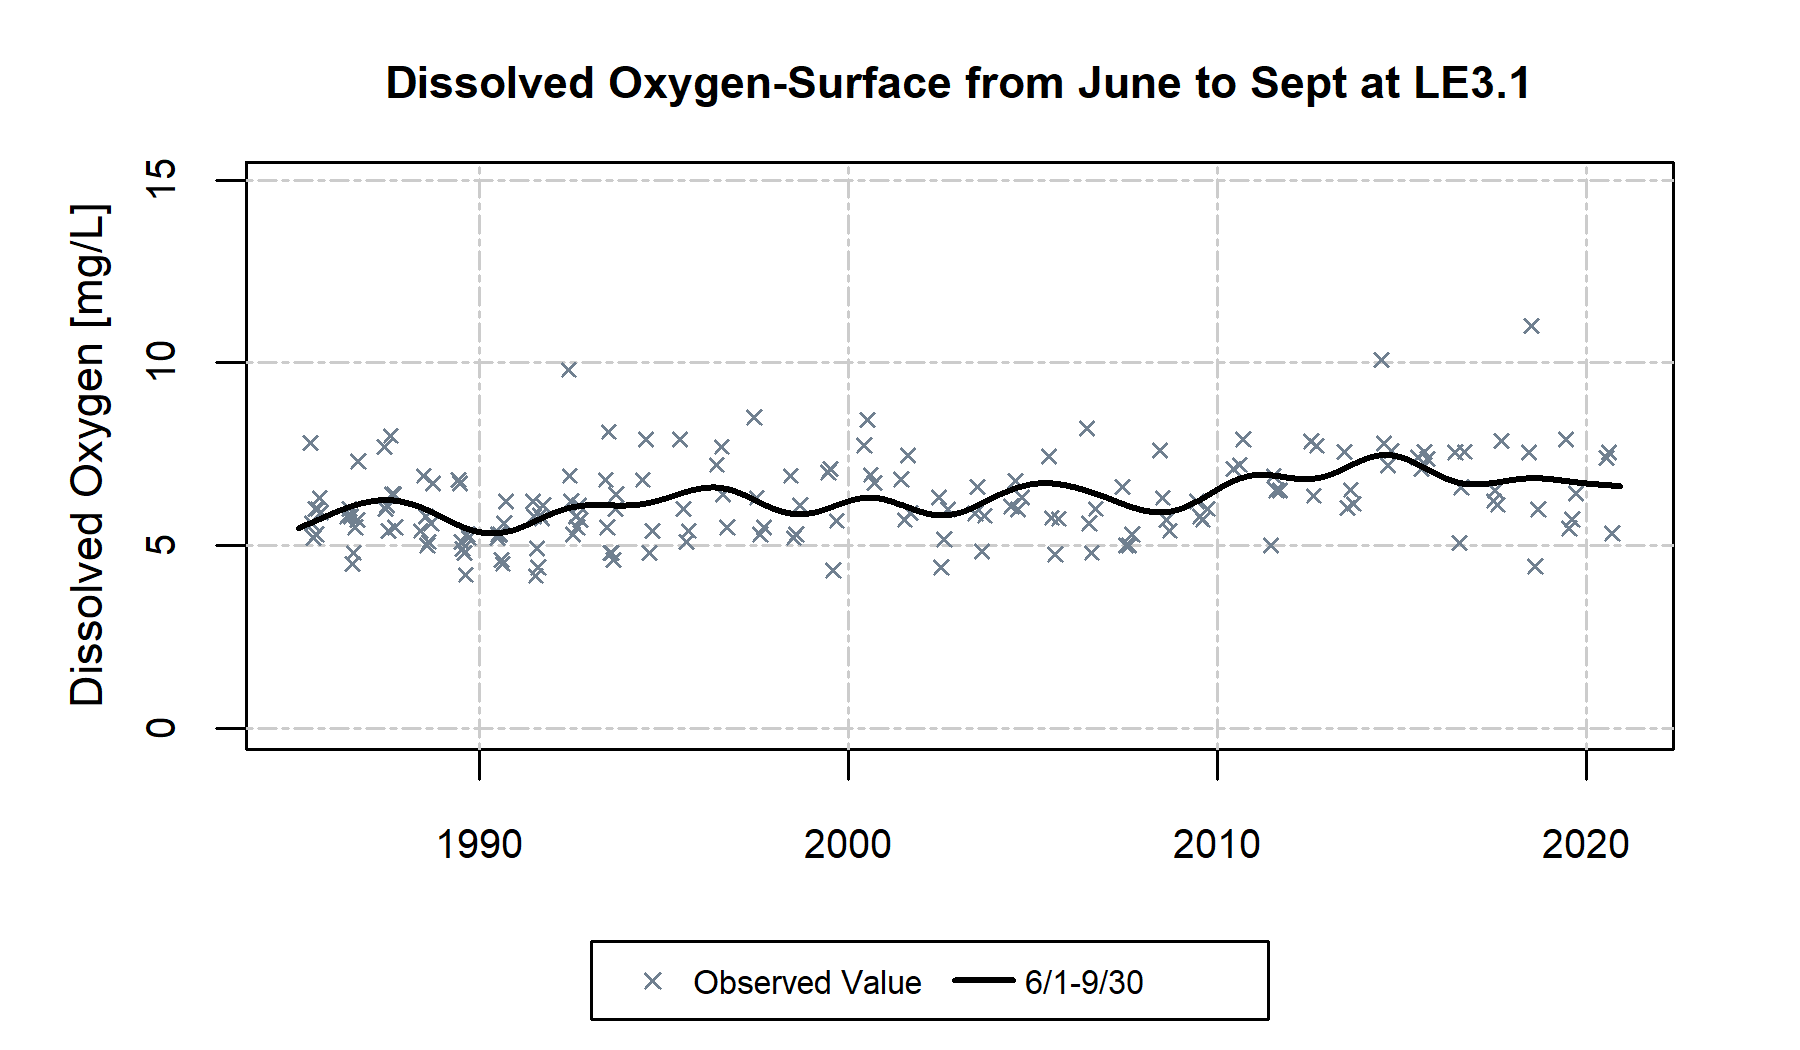 Dissolved Oxygen-Surface from June to Sept at LE3.1
Dissolved Oxygen [mg/L]
15
10
5
0
1990 2000 2010 2020
Observed Value 6/1-9/30